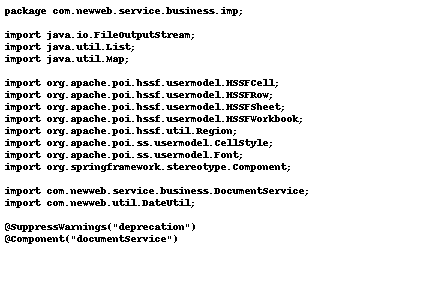 package com.newweb.service.business.imp;
import java.io.FileOutputStream;
import java.util.List;
import java.util.Map;
import org.apache.poi.hssf.usermodel.HSSFCell;
import org.apache.poi.hssf.usermodel.HSSFRow;
import org.apache.poi.hssf.usermodel.HSSFSheet;
import org.apache.poi.hssf.usermodel.HSSFWorkbook;
import org.apache.poi.hssf.util.Region;
import org.apache.poi.ss.usermodel.CellStyle;
import org.apache.poi.ss.usermodel.Font;
import org.springframework.stereotype.Component;
import com.newweb.service.business.DocumentService;
import com.newweb.util.DateUtil;
@SuppressWarnings("deprecation")
@Component("documentService")